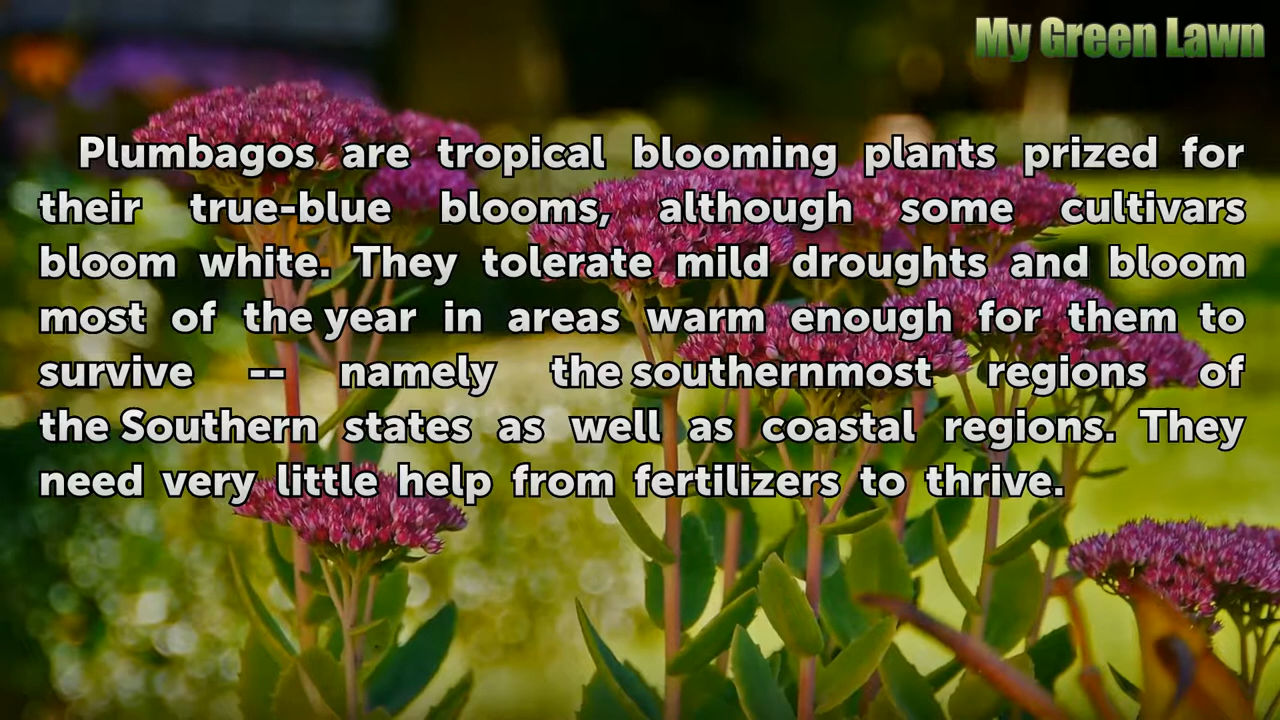 My Green Lawn
Plumbagos are tropical blooming plants prized for
their true-blue blooms, although some cultivars
bloom white. They tolerate mild droughts and bloom
most of the year in areas warm enough for them to
survive -- namely the southernmost regions of
the Southern states as well as coastal regions. They
need very little help from fertilizers to thrive.